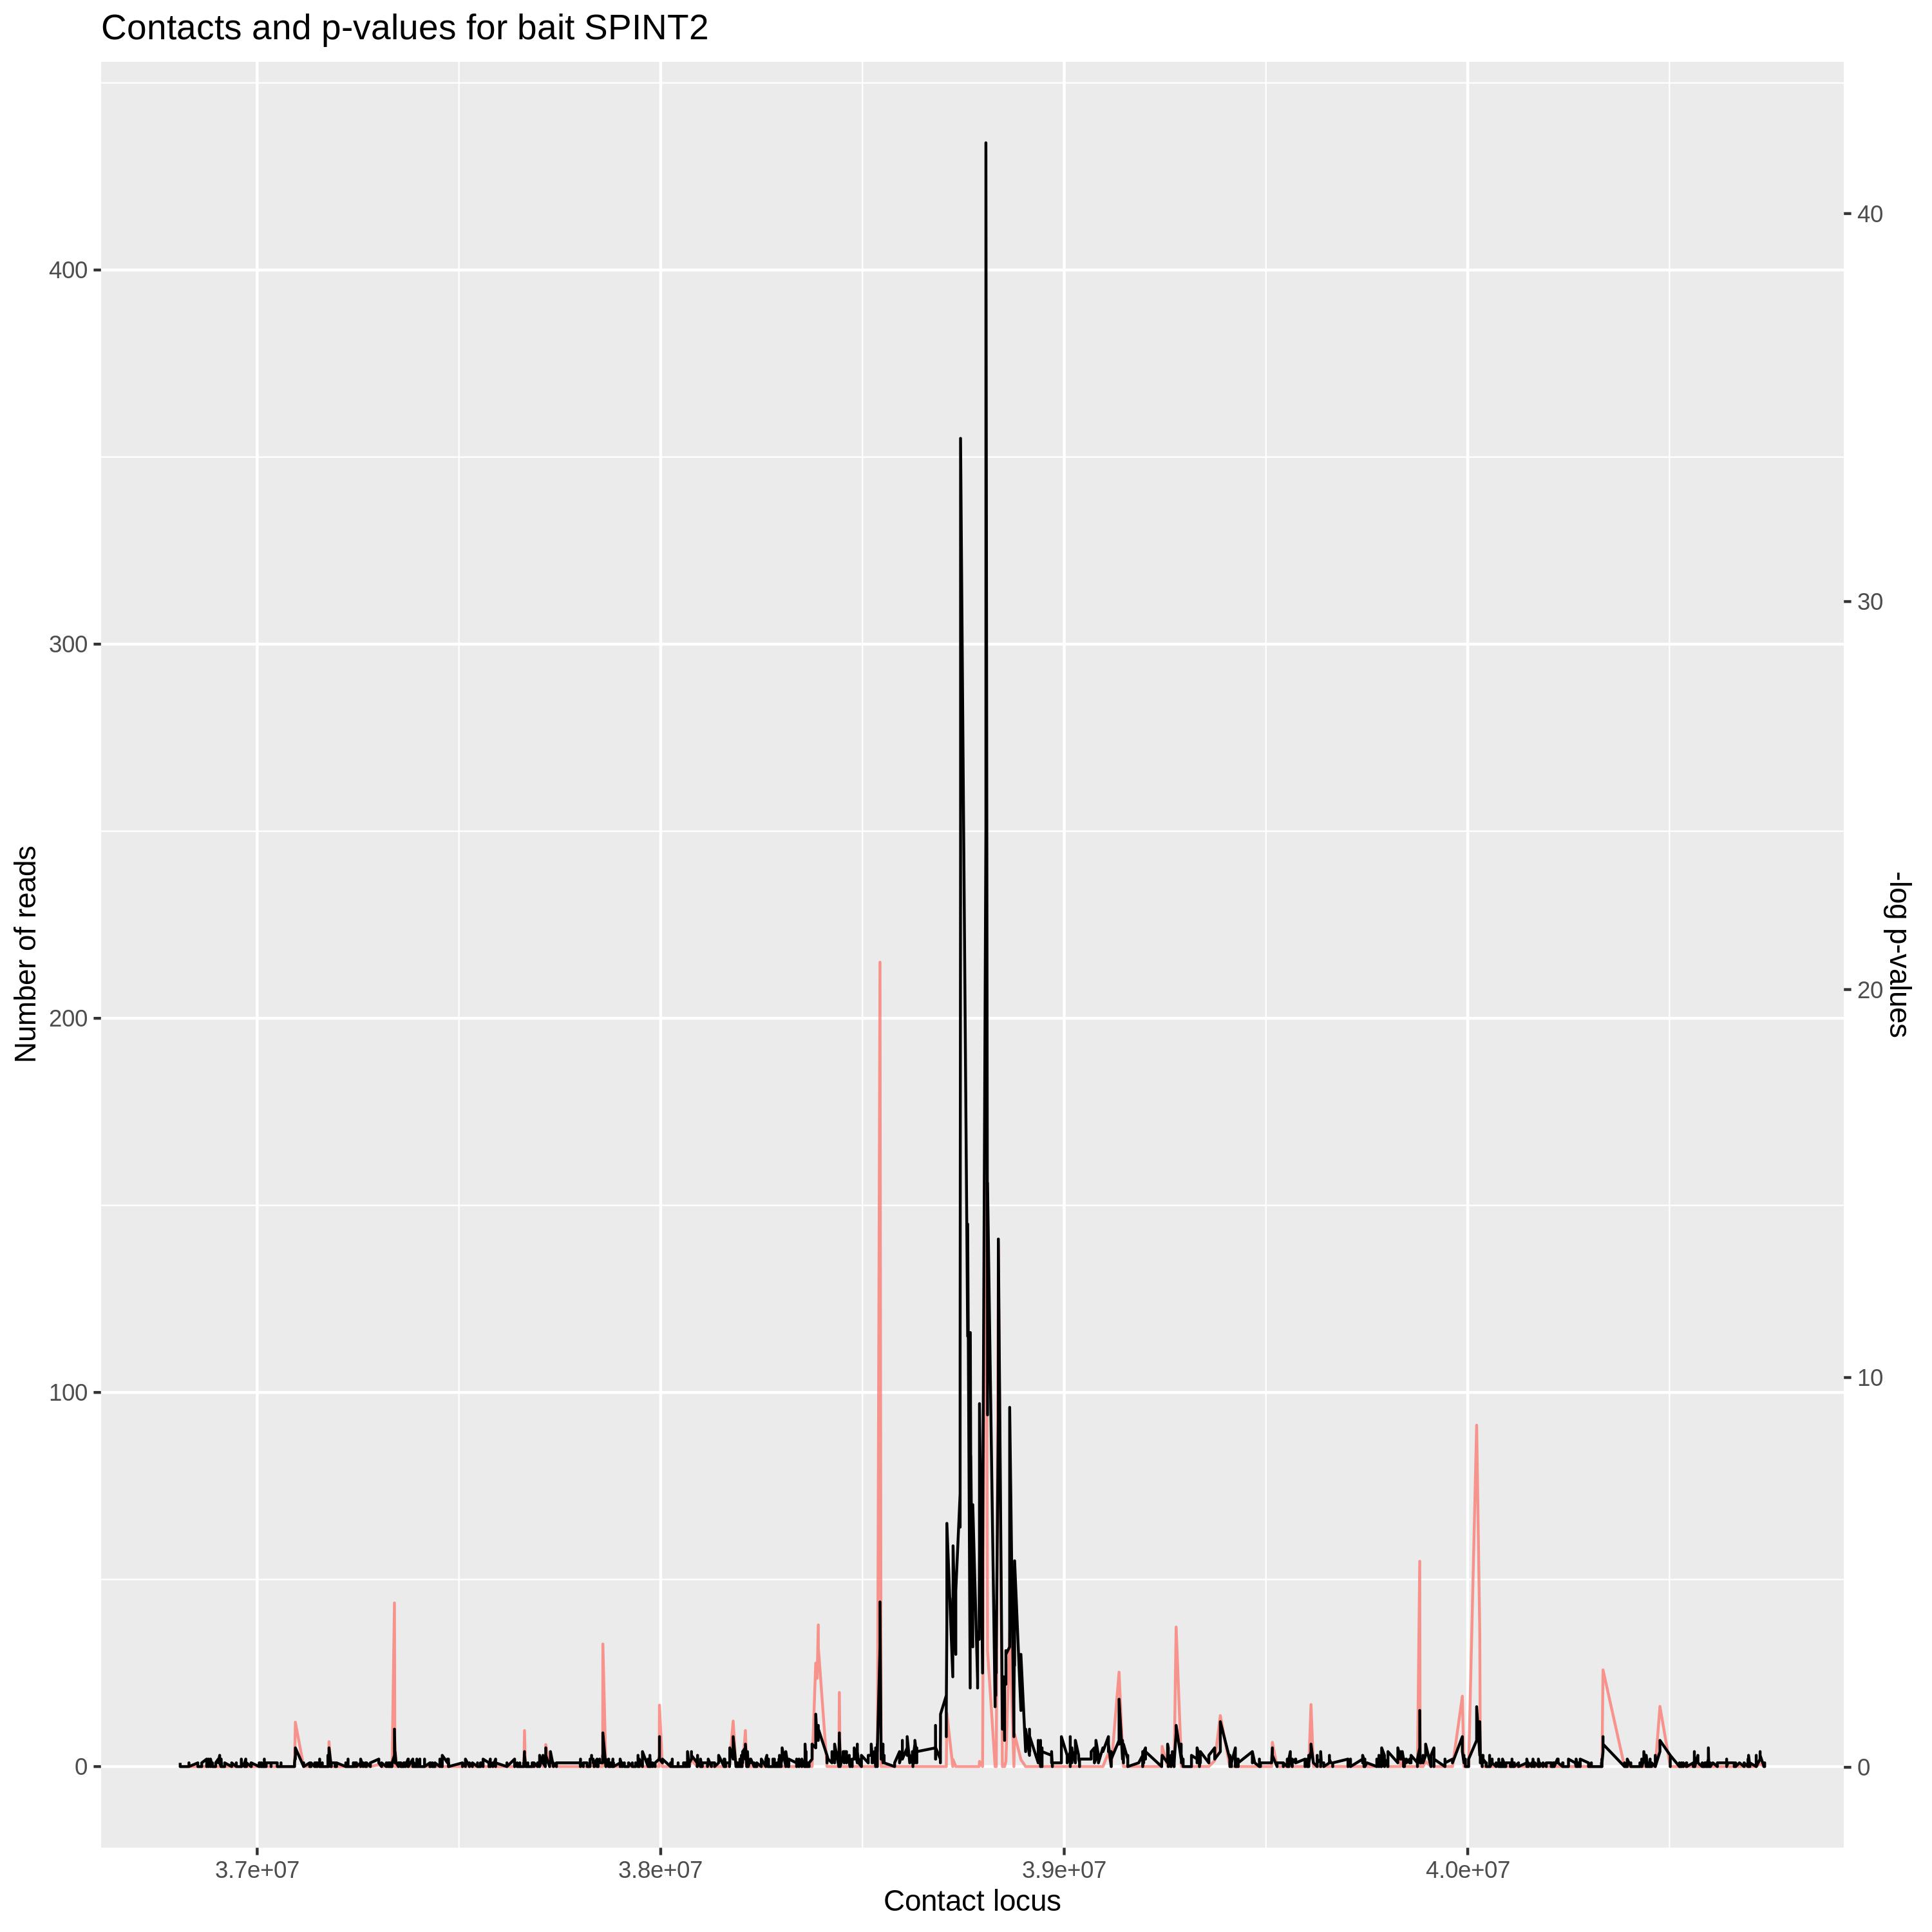 Contacts and p-values for bait SPINT2
400
300
200
100
0
Number of reads
40
30
20
10
0
-log p-values
3.7e+07
3.8e+07
3.9e+07
4.0e+07
Contact locus